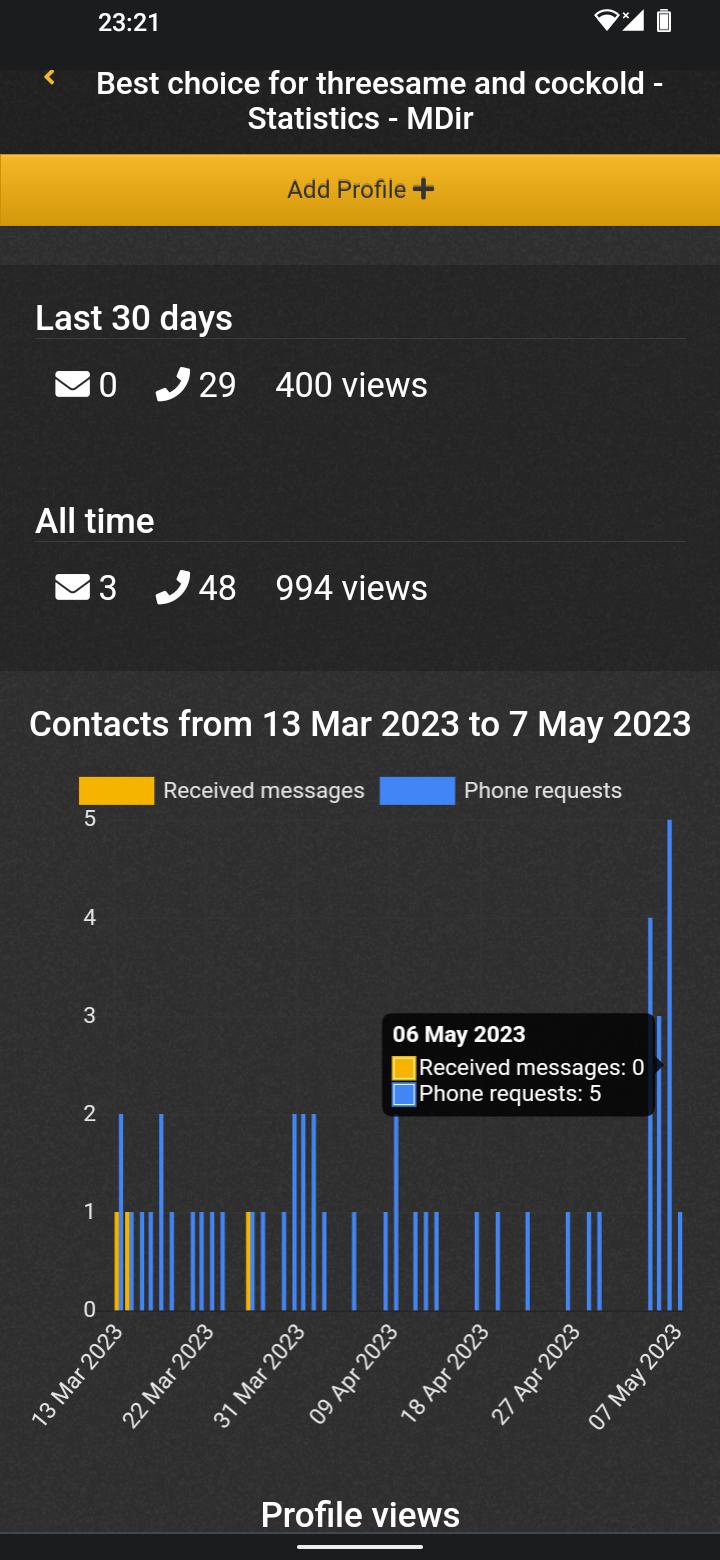 23:21
Best choice for threesame and cockold -
Statistics - MDir
Add Profile
Last 30 days
0 29 400 views
All time
3 48 994 views
Contacts from 13 Mar 2023 to 7 May 2023
Received messages Phone requests
5
4
3
06 May 2023
Received messages: 0
Phone requests: 5
2
1
0
13 Mar 2023 22 Mar 2023 31 Mar 2023 09 Apr 2023 18 Apr 2023 27 Apr 2023 07 May 2023
Profile views